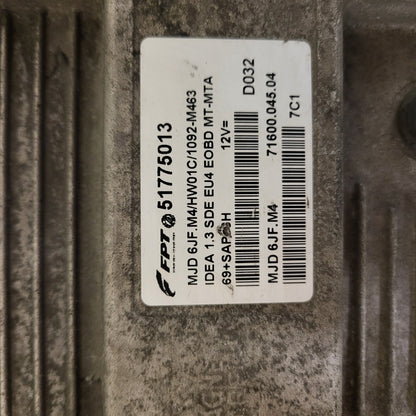 FPT 51775013
MJD 6JF.M4/HW01C/1092-M463
IDEA 1.3 SDE EU4 EOBD MT-MTA
12V= D032
MJD 6JF.M4 71600.045.04
7C1